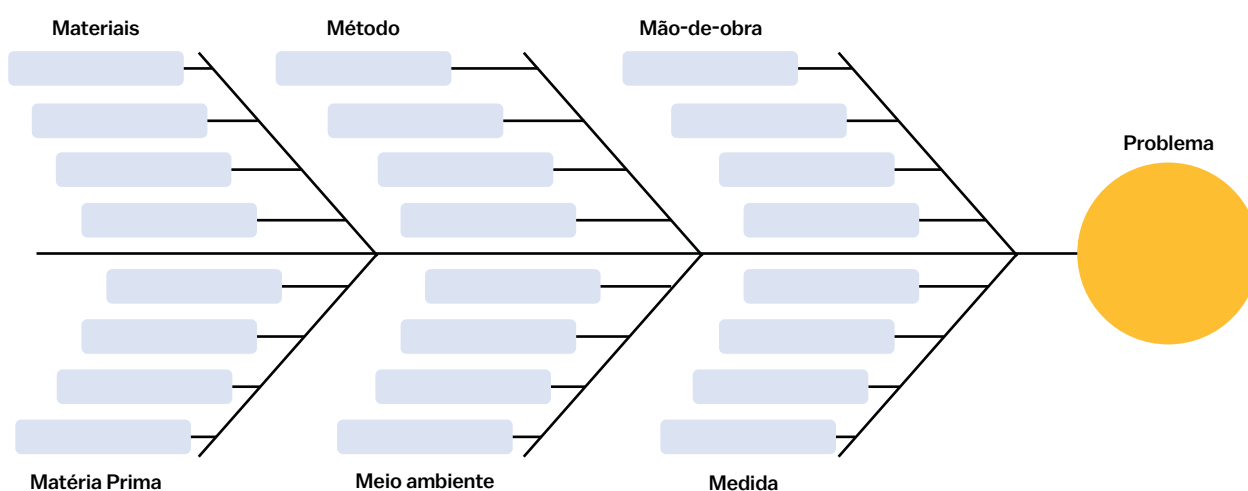 Materiais
Método
Mão-de-obra
Problema
Matéria Prima
Meio ambiente
Medida